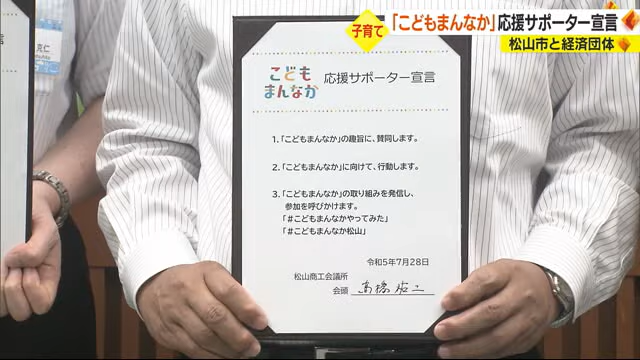 子育て
「こどもまんなか」応援サポーター宣言
松山市と経済団体
こども
まんなか
応援サポーター宣言
1.「こどもまんなか」の趣旨に、賛同します。
2.「こどもまんなか」に向けて、行動します。
3.「こどもまんなか」の取り組みを発信し、
参加を呼びかけます。
「#こどもまんなかやってみた」
「#こどもまんなか松山」
令和5年7月28日
松山商工会議所
会頭